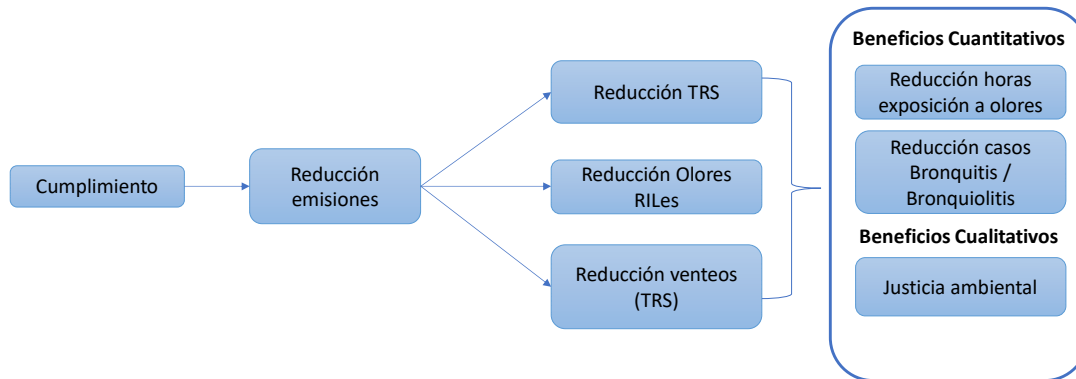 Cumplimiento
Reducción
emisiones
Reducción TRS
Reducción Olores
RILes
Reducción venteos
(TRS)
Beneficios Cuantitativos
Reducción horas
exposición a olores
Reducción casos
Bronquitis /
Bronquiolitis
Beneficios Cualitativos
Justicia ambiental